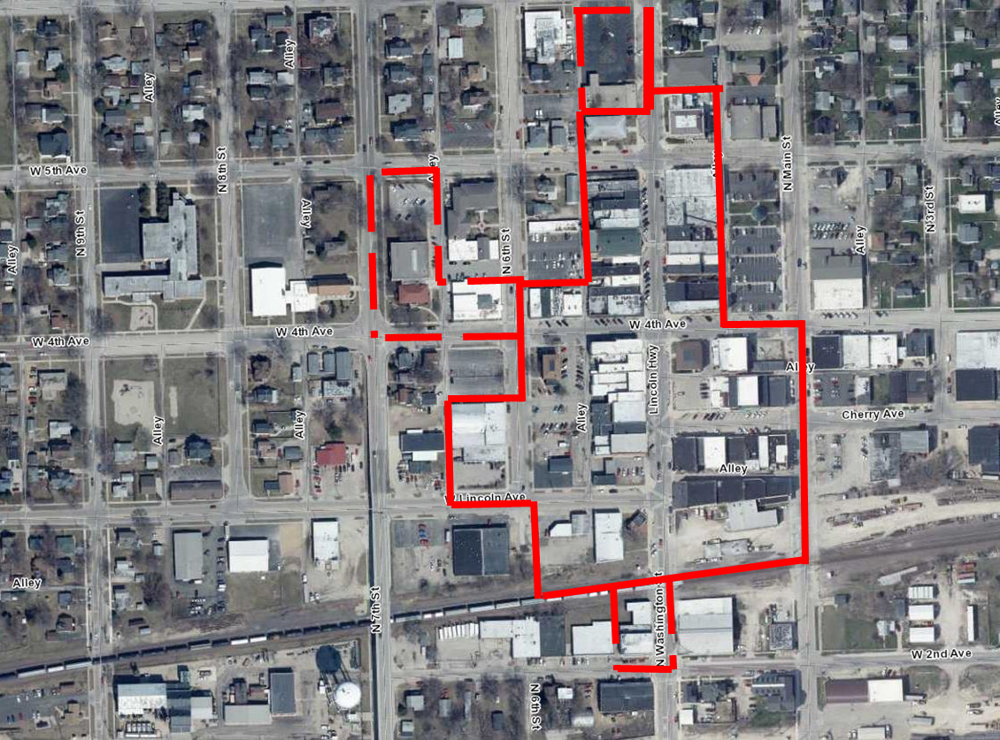 Alley
Alley
Alley
W 5th Ave
N 8th St
Alley
N Main St
Alley
N 9th St
Alley
N 3rd St
Alley
N 6th St
Alley
W 4th Ave
W 4th Ave
W 4th Ave
Lincoln Hwy
Alley
Cherry Ave
Alley
Alley
Alley
Alley
W Lincoln Ave
Alley
N 7th St
N Washington St
W 2nd Ave
N 6th St